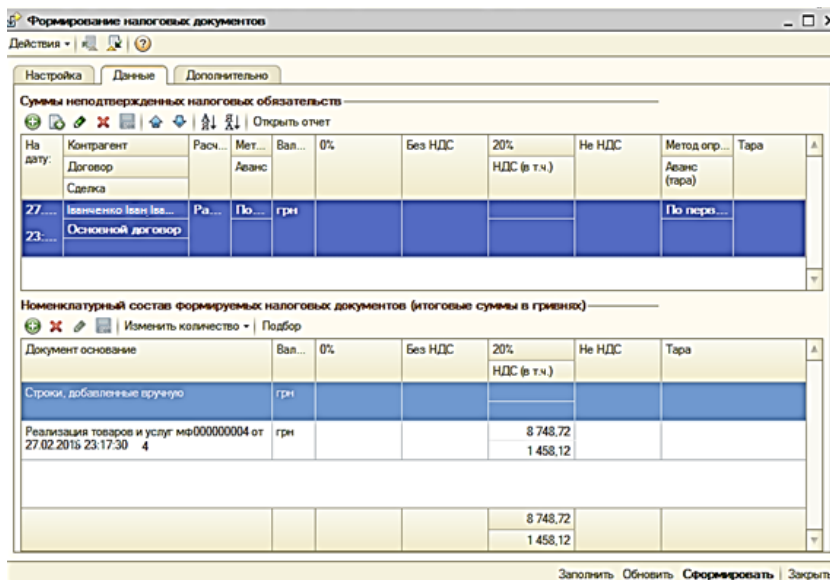 Формирование налоговых документов
Действия
Настройка Данные Дополнительно
Суммы неподтвержденных налоговых обязательств
Открыть отчет
На дату: Контрагент Расч... Мет... Вал... 0% Без НДС 20% Не НДС Метод опр... Тара
Договор Аванс НДС (в т.ч.) Аванс (тара)
Сделка
27.... Іванченко Іван Іва... Ра... По... грн По перв...
23:... Основной договор
Номенклатурный состав формируемых налоговых документов (итоговые суммы в гривнях)
Изменить количество Подбор
Документ основание Вал... 0% Без НДС 20% Не НДС Тара
НДС (в т.ч.)
Строки, добавленные вручную грн
Реализация товаров и услуг мф000000004 от грн 8 748,72
27.02.2016 23:17:30 4 1 458,12
8 748,72
1 458,12
Заполнить Обновить Сформировать Закрыть